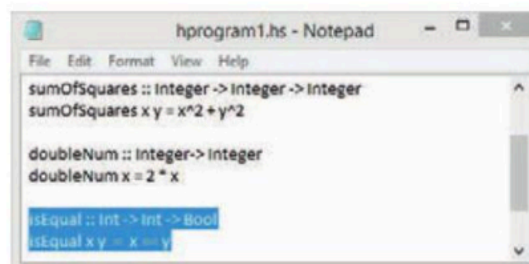 hprogram1.hs - Notepad
File Edit Format View Help
sumOfSquares :: Integer -> Integer -> Integer
sumOfSquares x y = x^2 + y^2
doubleNum :: Integer-> Integer
doubleNum x = 2 * x
isEqual :: Int -> Int -> Bool
isEqual x y = x == y